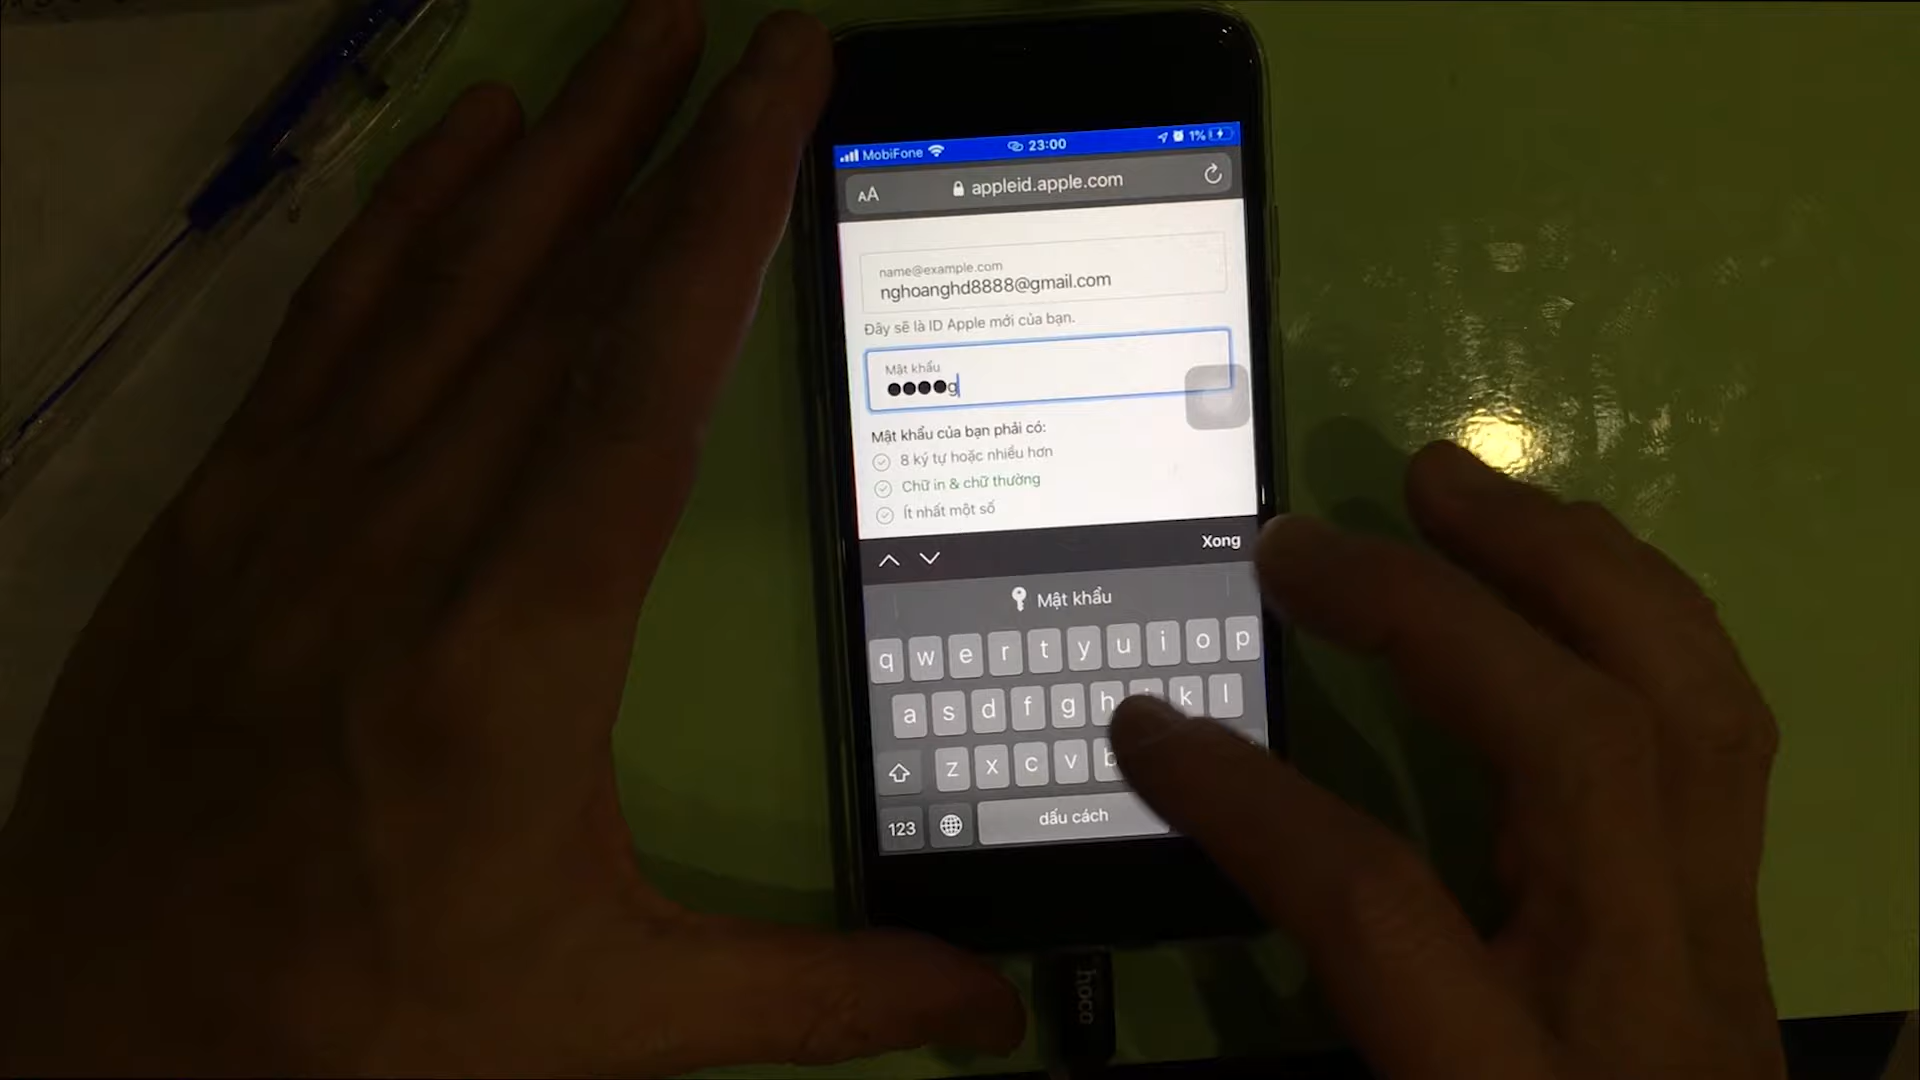 MobiFone 23:00 1%
AA appleid.apple.com
name@example.com
nghoanghd8888@gmail.com
Đây sẽ là ID Apple mới của bạn.
Mật khẩu
●●●●g
Mật khẩu của bạn phải có:
8 ký tự hoặc nhiều hơn
Chữ in & chữ thường
Ít nhất một số
Xong
Mật khẩu
q w e r t y u i o p
a s d f g h k l
z x c v b
123 dấu cách
hoco